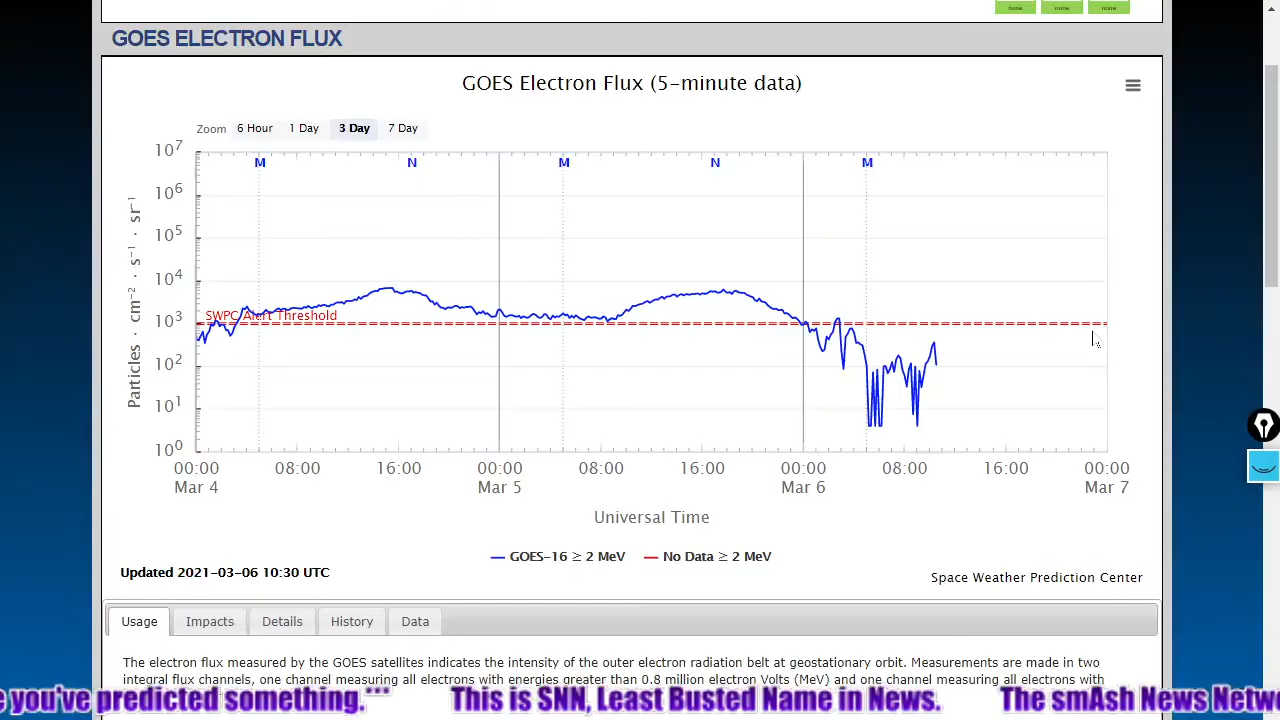 none none none
GOES ELECTRON FLUX
GOES Electron Flux (5-minute data)
Zoom 6 Hour 1 Day 3 Day 7 Day
M N M N M
10⁷
10⁶
10⁵
10⁴
10³
10²
10¹
10⁰
Particles · cm⁻² · s⁻¹ · sr⁻¹
SWPC Alert Threshold
00:00 08:00 16:00 00:00 08:00 16:00 00:00 08:00 16:00 00:00
Mar 4 Mar 5 Mar 6 Mar 7
Universal Time
GOES-16 ≥ 2 MeV No Data ≥ 2 MeV
Updated 2021-03-06 10:30 UTC
Space Weather Prediction Center
Usage Impacts Details History Data
The electron flux measured by the GOES satellites indicates the intensity of the outer electron radiation belt at geostationary orbit. Measurements are made in two
integral flux channels, one channel measuring all electrons with energies greater than 0.8 million electron Volts (MeV) and one channel measuring all electrons with
e you've predicted something.*** This is SNN, Least Busted Name in News. The smAsh News Netw